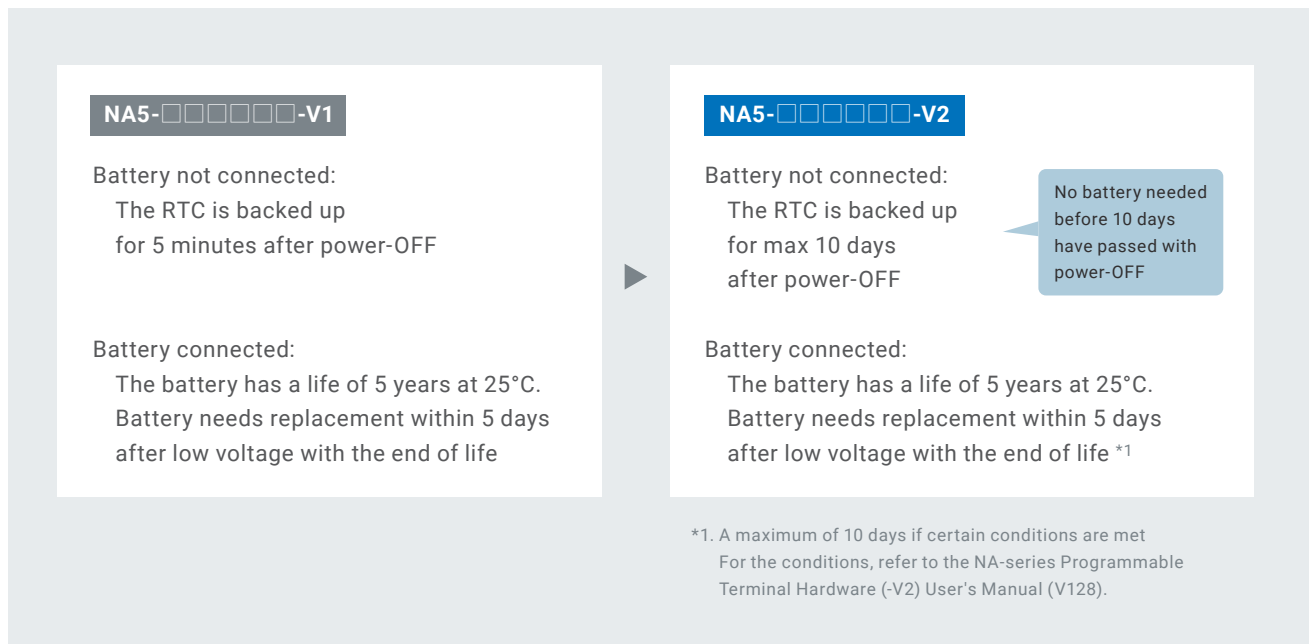 NA5-□□□□□□-V1
Battery not connected:
The RTC is backed up
for 5 minutes after power-OFF
Battery connected:
The battery has a life of 5 years at 25°C.
Battery needs replacement within 5 days
after low voltage with the end of life
NA5-□□□□□□-V2
Battery not connected:
The RTC is backed up
for max 10 days
after power-OFF
No battery needed
before 10 days
have passed with
power-OFF
Battery connected:
The battery has a life of 5 years at 25°C.
Battery needs replacement within 5 days
after low voltage with the end of life *1
*1. A maximum of 10 days if certain conditions are met
For the conditions, refer to the NA-series Programmable
Terminal Hardware (-V2) User's Manual (V128).